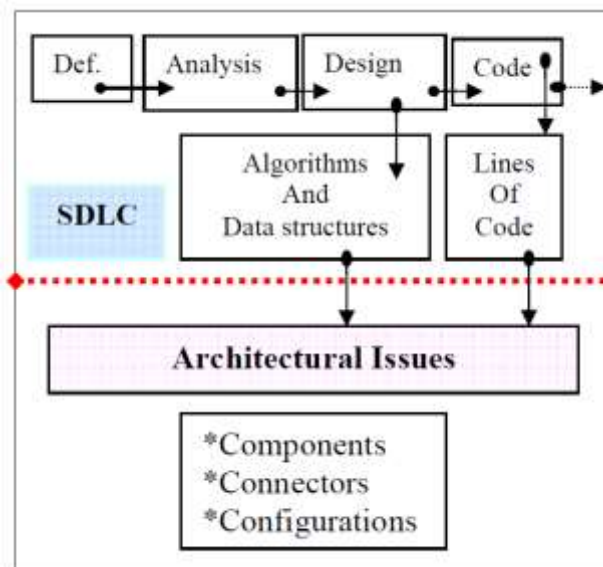 Def.
Analysis
Design
Code
Algorithms
And
Data structures
Lines
Of
Code
SDLC
Architectural Issues
*Components
*Connectors
*Configurations